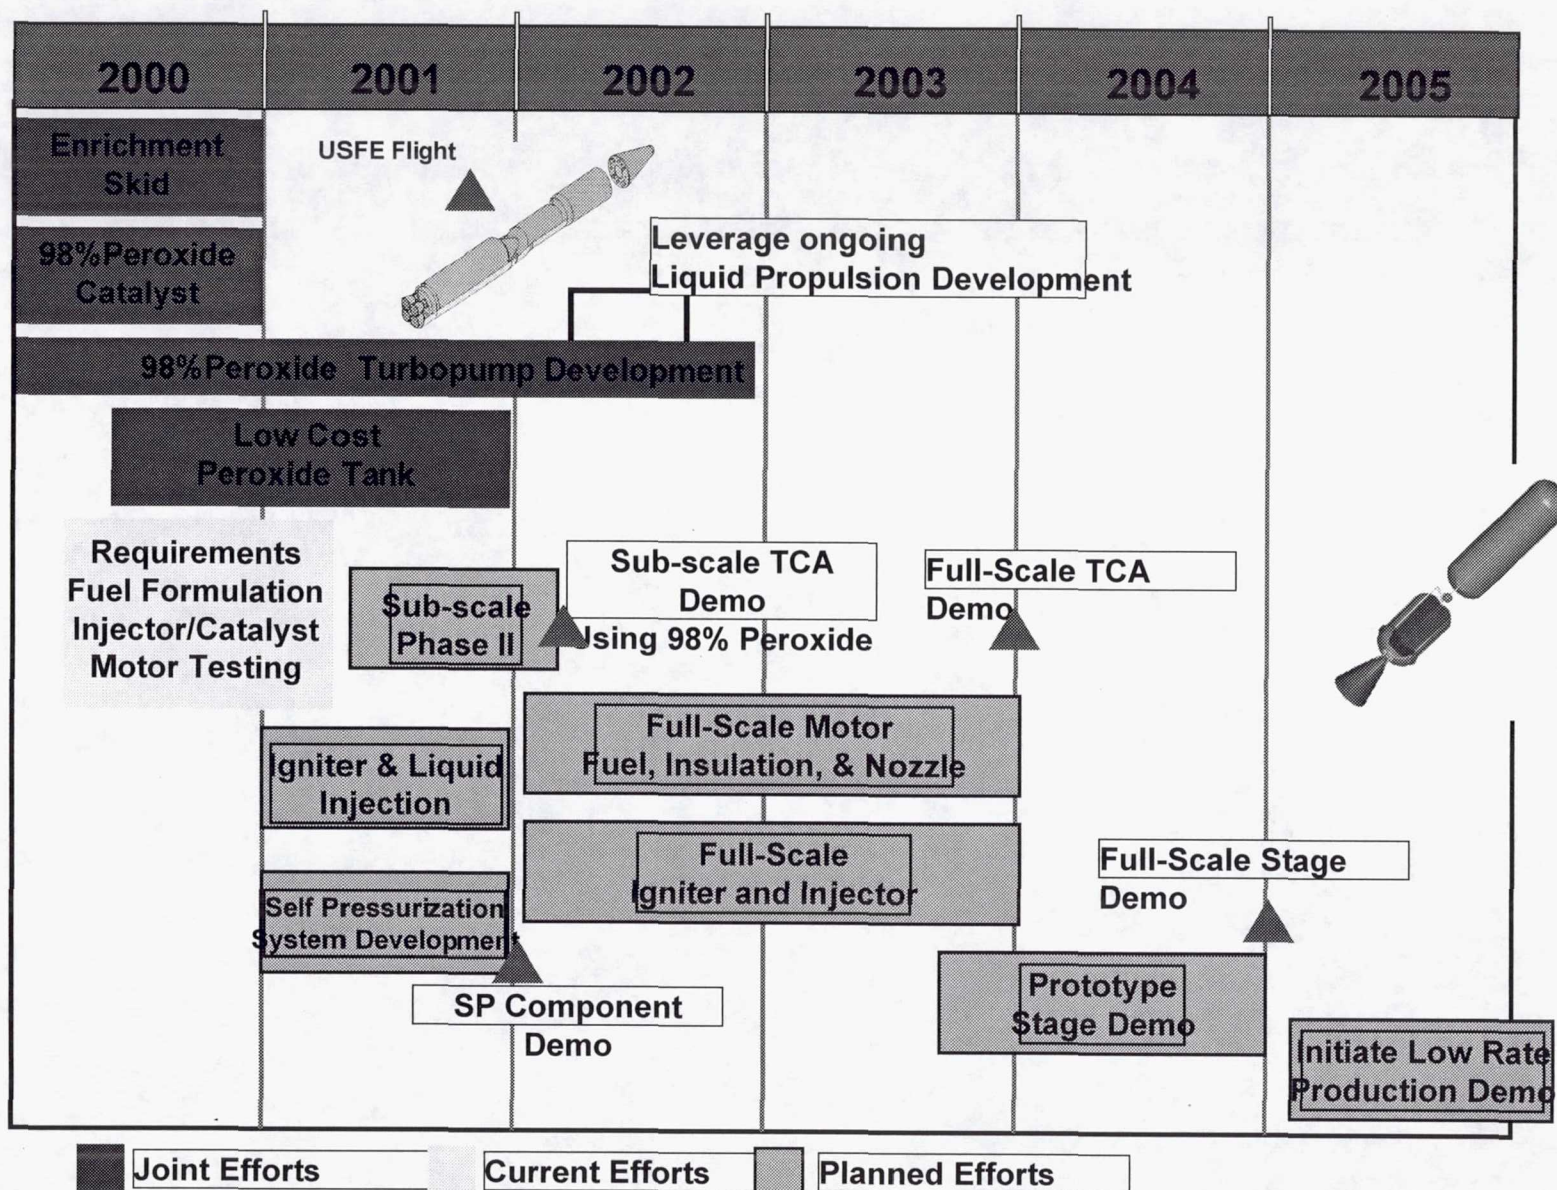 2000 2001 2002 2003 2004 2005
Enrichment
Skid
USFE Flight
98%Peroxide
Catalyst
Leverage ongoing
Liquid Propulsion Development
98%Peroxide Turbopump Development
Low Cost
Peroxide Tank
Requirements
Fuel Formulation
Injector/Catalyst
Motor Testing
Sub-scale
Phase II
Sub-scale TCA
Demo
Using 98% Peroxide
Full-Scale TCA
Demo
Full-Scale Motor
Fuel, Insulation, & Nozzle
Igniter & Liquid
Injection
Full-Scale
Igniter and Injector
Full-Scale Stage
Demo
Self Pressurization
System Development
SP Component
Demo
Prototype
Stage Demo
Initiate Low Rate
Production Demo
Joint Efforts
Current Efforts
Planned Efforts